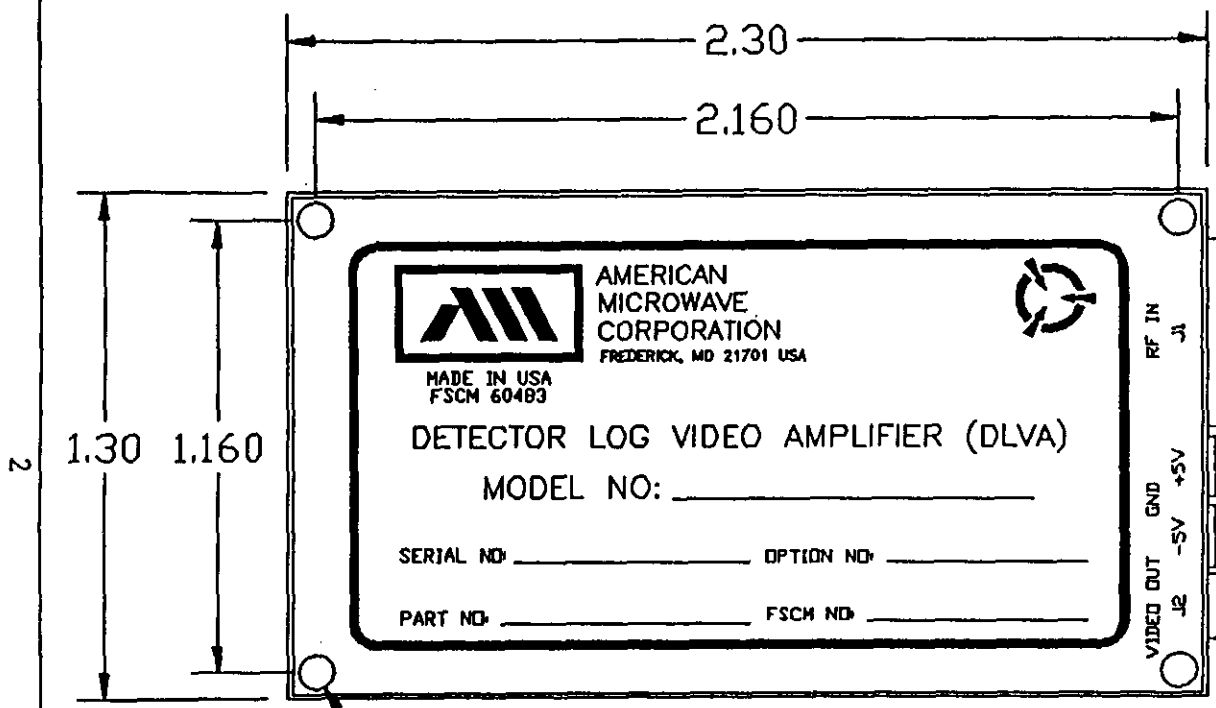 2.30
2.160
AMERICAN
MICROWAVE
CORPORATION
FREDERICK, MD 21701 USA
MADE IN USA
FSCM 60483
DETECTOR LOG VIDEO AMPLIFIER (DLVA)
MODEL NO:
SERIAL NO:
OPTION NO:
PART NO:
FSCM NO:
1.30
1.160
2
RF IN
J1
VIDEO OUT GND
J2 -5V +5V